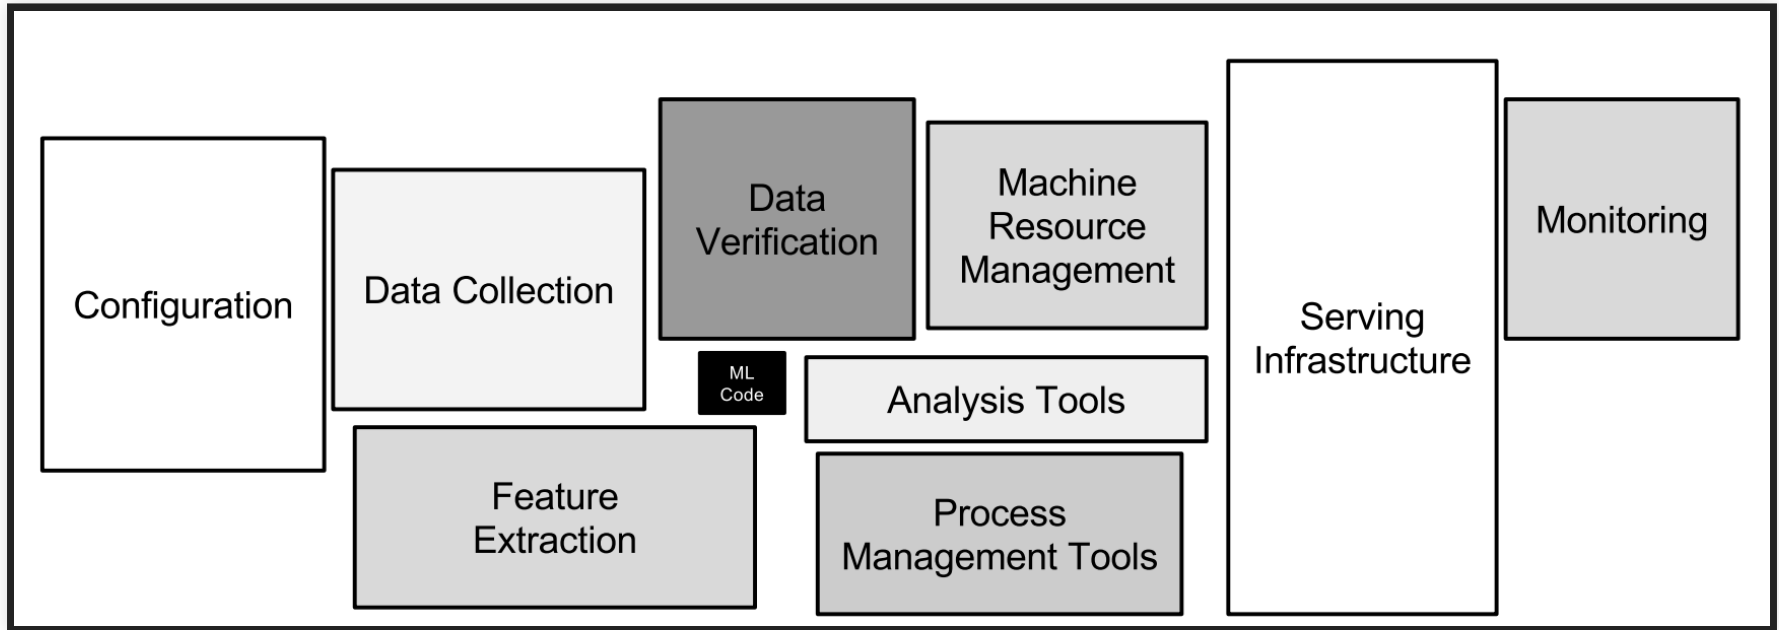 Configuration
Data Collection
Feature
Extraction
Data
Verification
ML
Code
Machine
Resource
Management
Analysis Tools
Process
Management Tools
Serving
Infrastructure
Monitoring